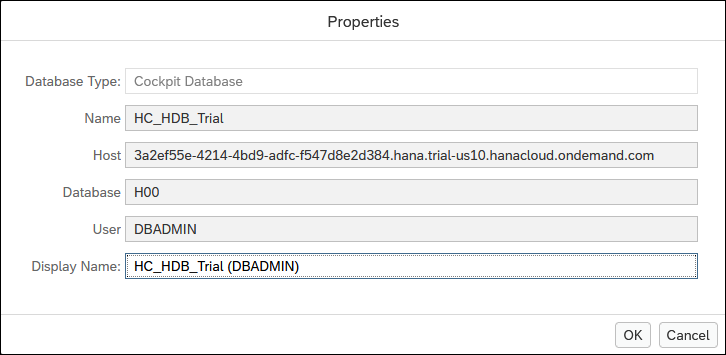 Properties
Database Type: Cockpit Database
Name HC_HDB_Trial
Host 3a2ef55e-4214-4bd9-adfc-f547d8e2d384.hana.trial-us10.hanacloud.ondemand.com
Database H00
User DBADMIN
Display Name: HC_HDB_Trial (DBADMIN)
OK Cancel